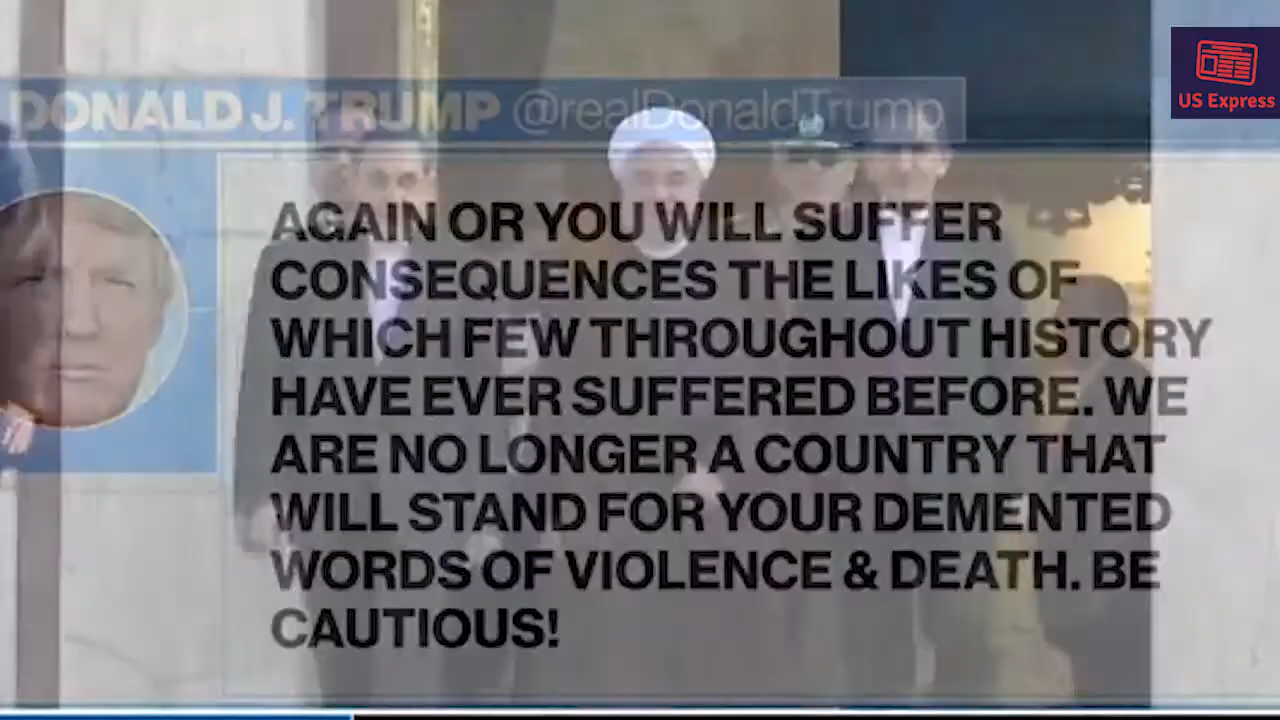 DONALD J. TRUMP @realDonaldTrump
US Express
AGAIN OR YOU WILL SUFFER
CONSEQUENCES THE LIKES OF
WHICH FEW THROUGHOUT HISTORY
HAVE EVER SUFFERED BEFORE. WE
ARE NO LONGER A COUNTRY THAT
WILL STAND FOR YOUR DEMENTED
WORDS OF VIOLENCE & DEATH. BE
CAUTIOUS!